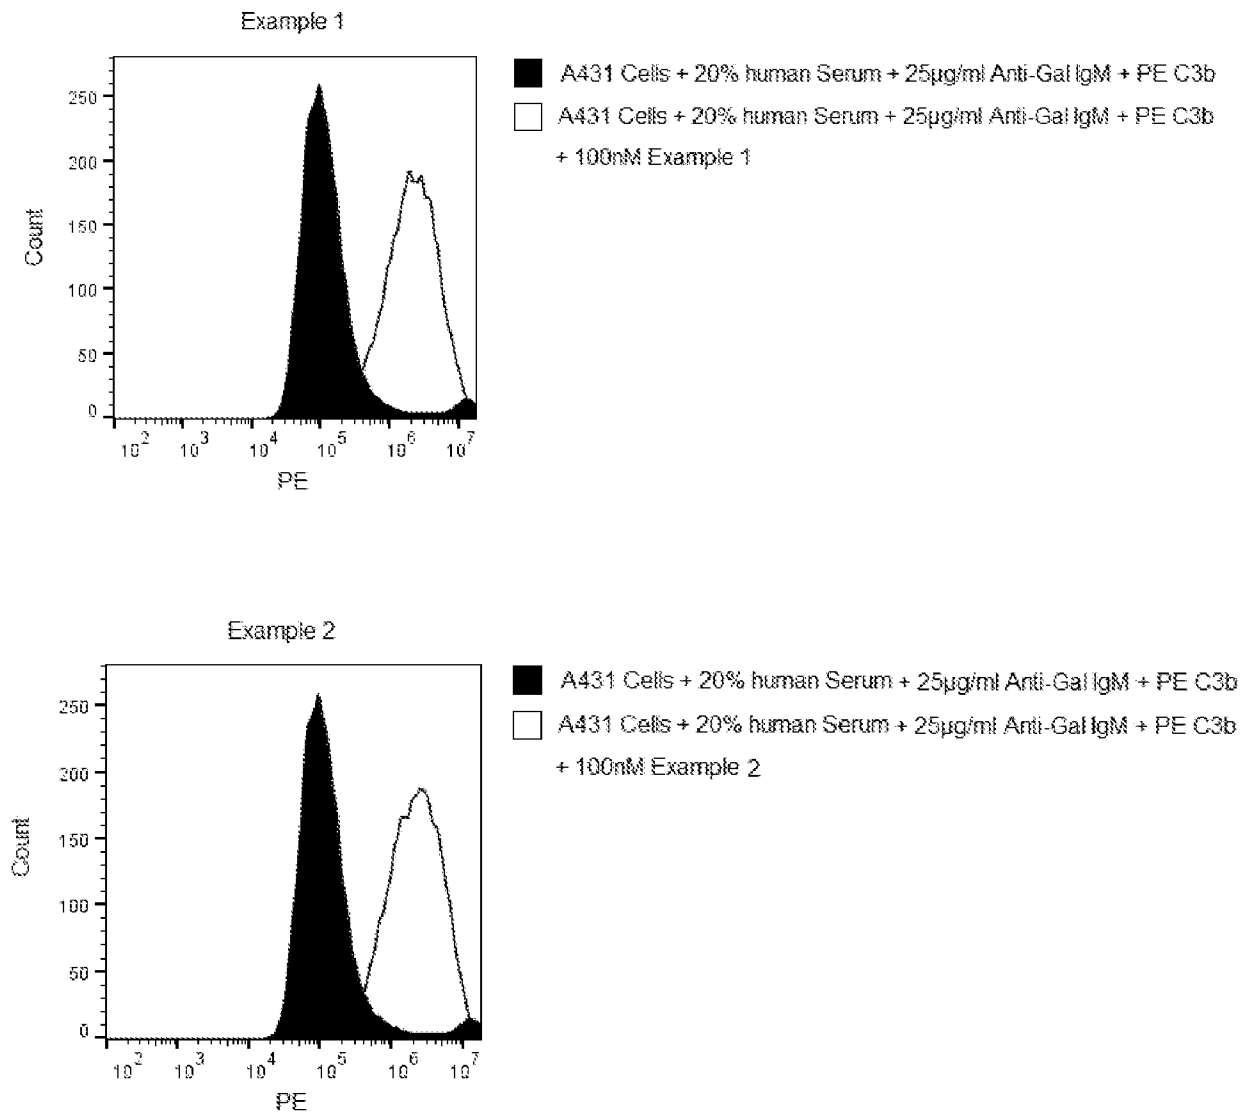 Example 1
A431 Cells + 20% human Serum + 25µg/ml Anti-Gal IgM + PE C3b
A431 Cells + 20% human Serum + 25µg/ml Anti-Gal IgM + PE C3b
+ 100nM Example 1
250
200
150
100
50
0
Count
10^2 10^3 10^4 10^5 10^6 10^7
PE
Example 2
A431 Cells + 20% human Serum + 25µg/ml Anti-Gal IgM + PE C3b
A431 Cells + 20% human Serum + 25µg/ml Anti-Gal IgM + PE C3b
+ 100nM Example 2
250
200
150
100
50
0
Count
10^2 10^3 10^4 10^5 10^6 10^7
PE